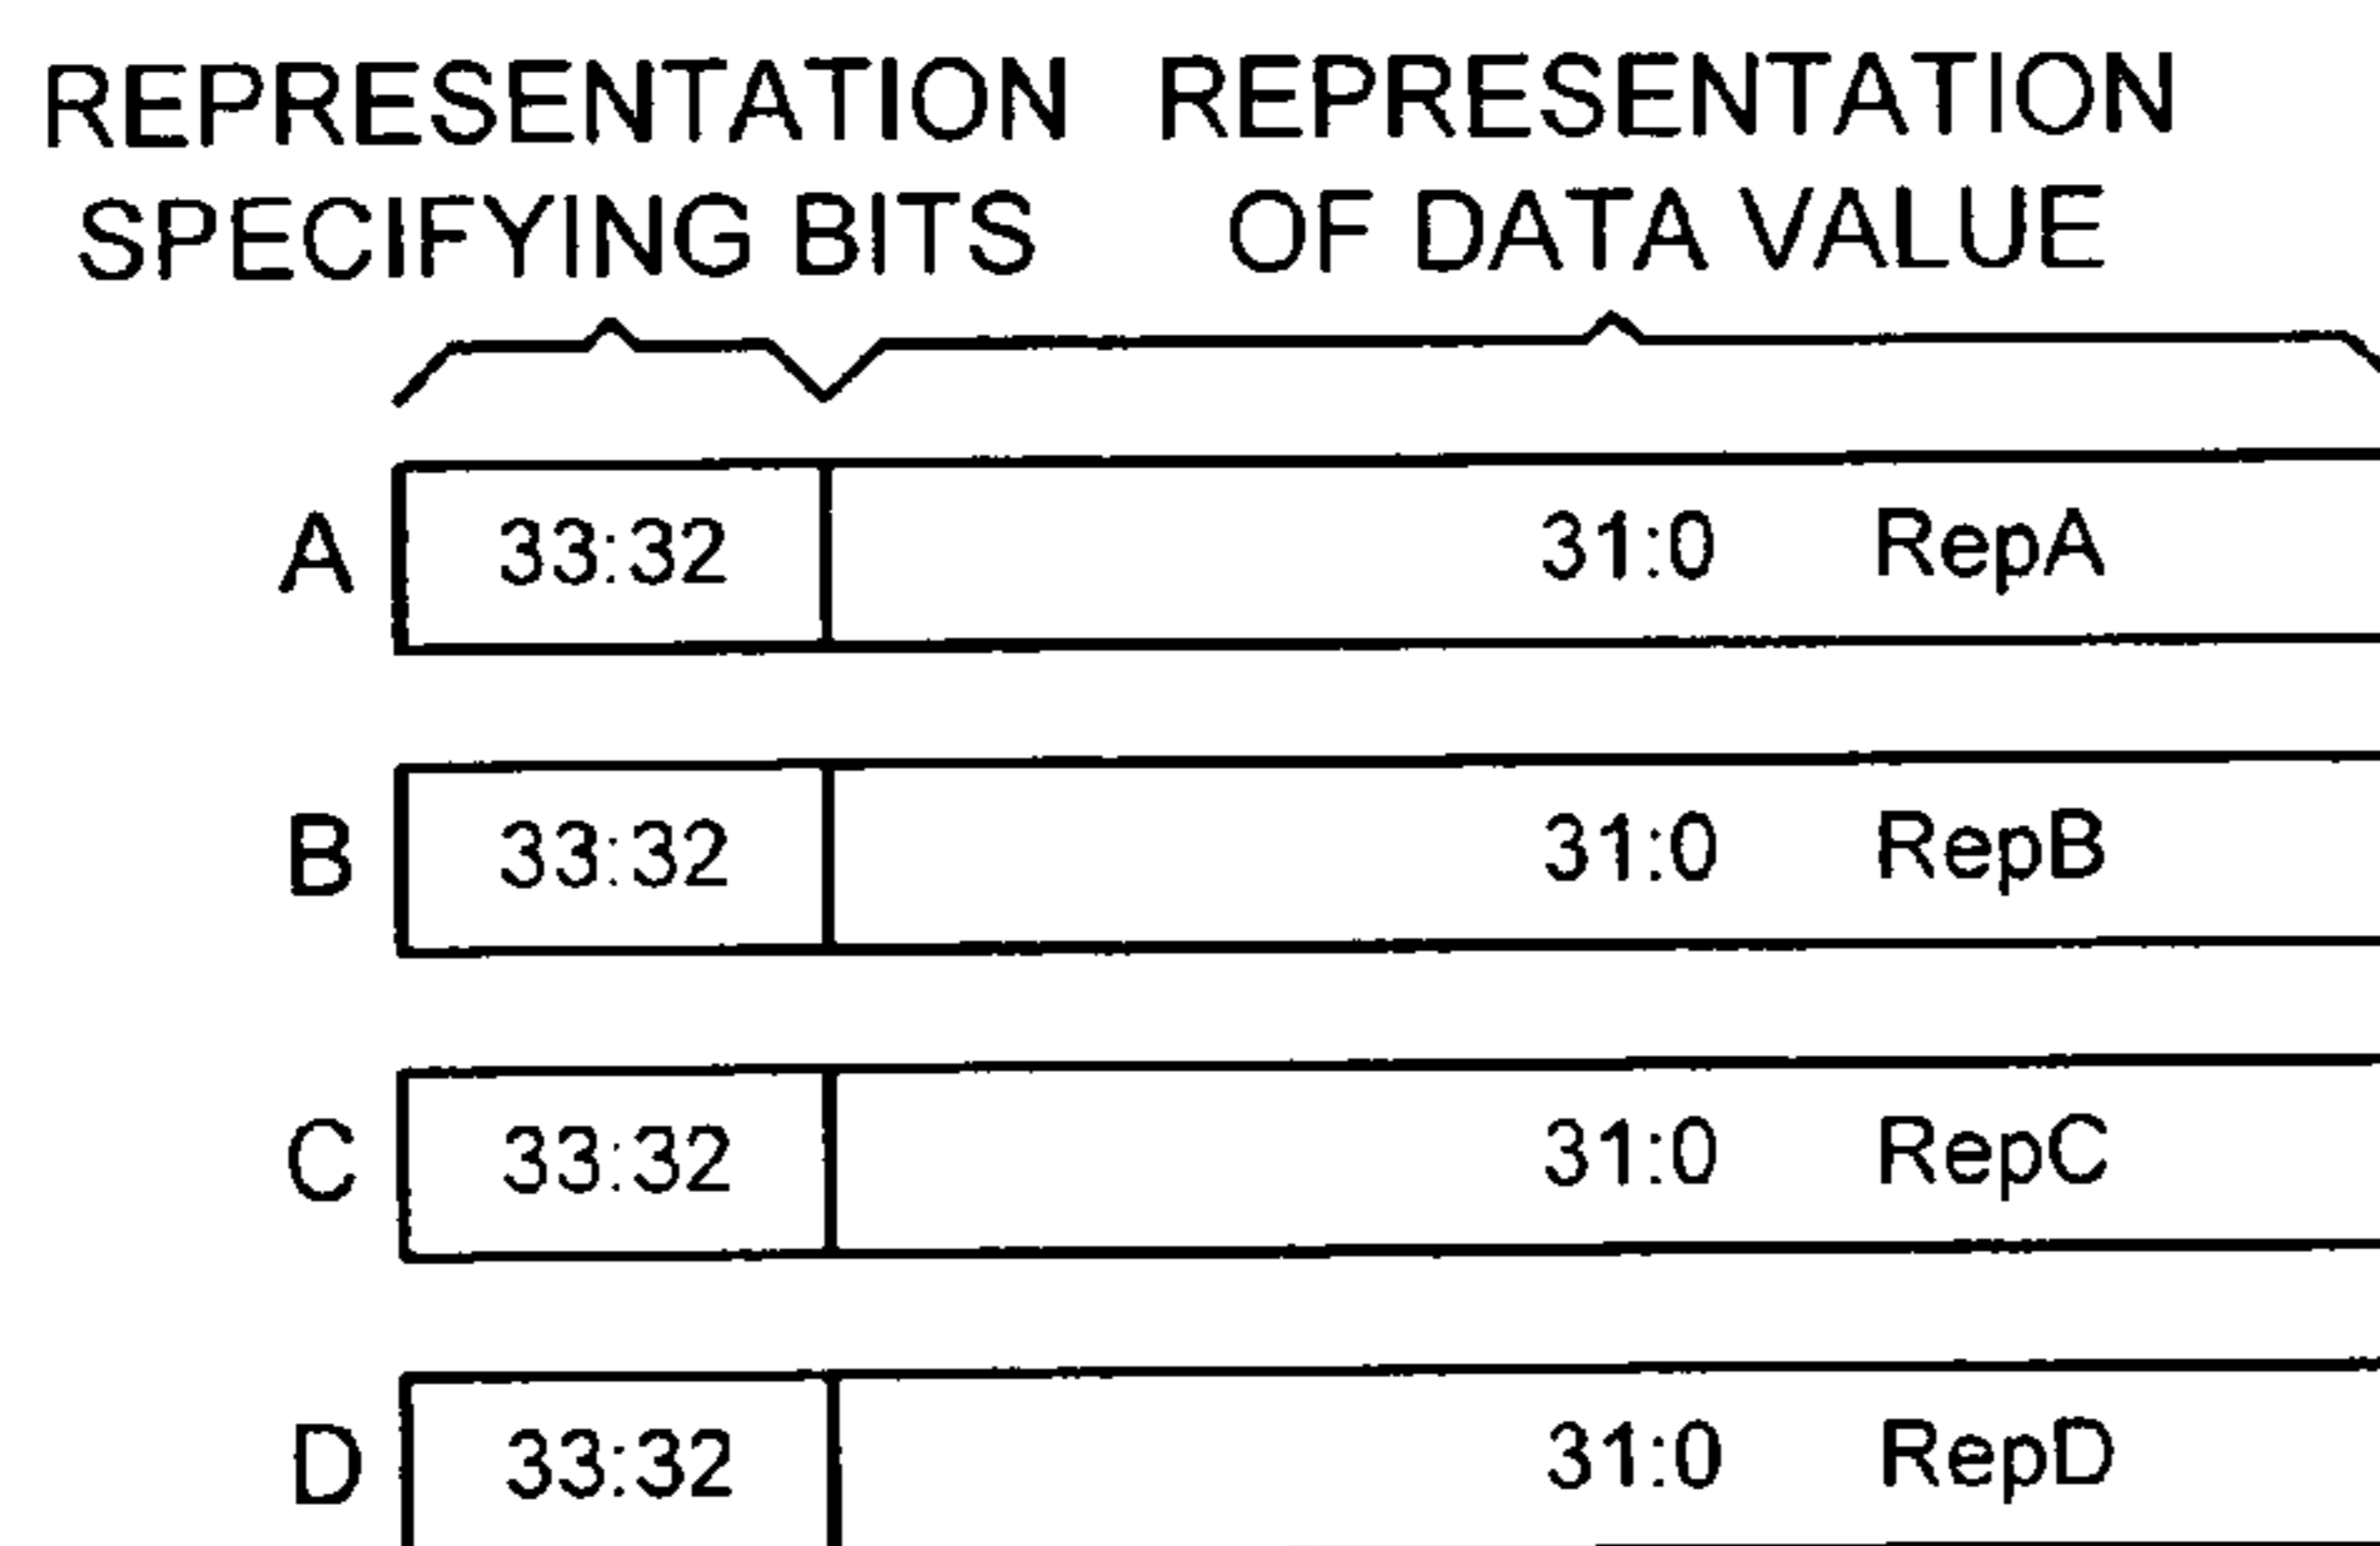 REPRESENTATION REPRESENTATION
SPECIFYING BITS OF DATA VALUE
A 33:32 31:0 RepA
B 33:32 31:0 RepB
C 33:32 31:0 RepC
D 33:32 31:0 RepD